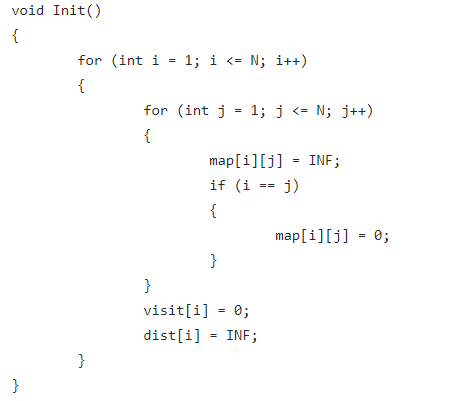 void Init()
{
for (int i = 1; i <= N; i++)
{
for (int j = 1; j <= N; j++)
{
map[i][j] = INF;
if (i == j)
{
map[i][j] = 0;
}
}
visit[i] = 0;
dist[i] = INF;
}
}